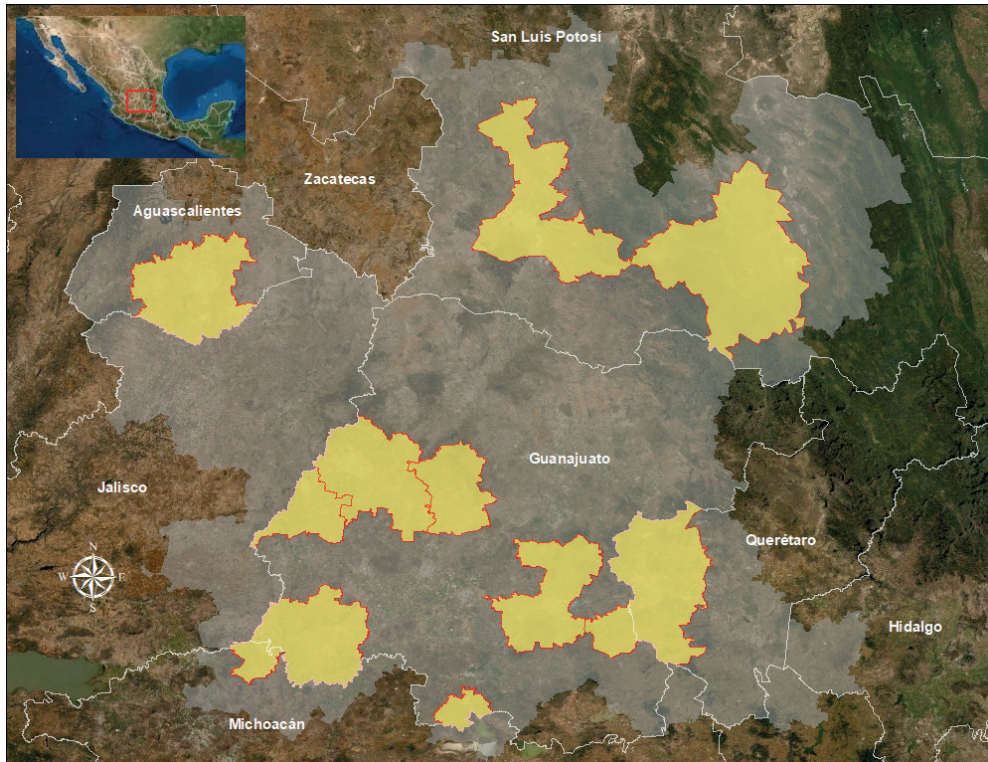 San Luis Potosí
Zacatecas
Aguascalientes
Guanajuato
Jalisco
Querétaro
N
W E
S
Hidalgo
Michoacán